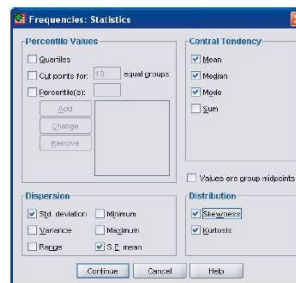 Frequencies: Statistics
Percentile Values
Quartiles
Cut points for: 10 equal groups
Percentile(s):
Add
Change
Remove
Central Tendency
Mean
Median
Mode
Sum
Values are group midpoints
Dispersion
Std. deviation Minimum
Variance Maximum
Range S.E. mean
Distribution
Skewness
Kurtosis
Continue Cancel Help